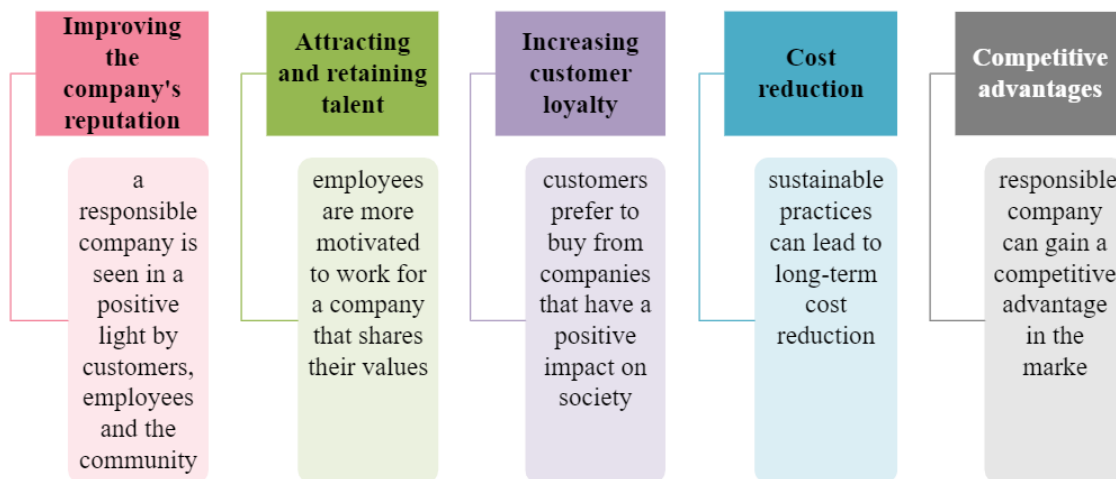 Improving
the
company's
reputation
a
responsible
company is
seen in a
positive
light by
customers,
employees
and the
community
Attracting
and retaining
talent
employees
are more
motivated
to work for
a company
that shares
their values
Increasing
customer
loyalty
customers
prefer to
buy from
companies
that have a
positive
impact on
society
Cost
reduction
sustainable
practices
can lead to
long-term
cost
reduction
Competitive
advantages
responsible
company
can gain a
competitive
advantage
in the
marke